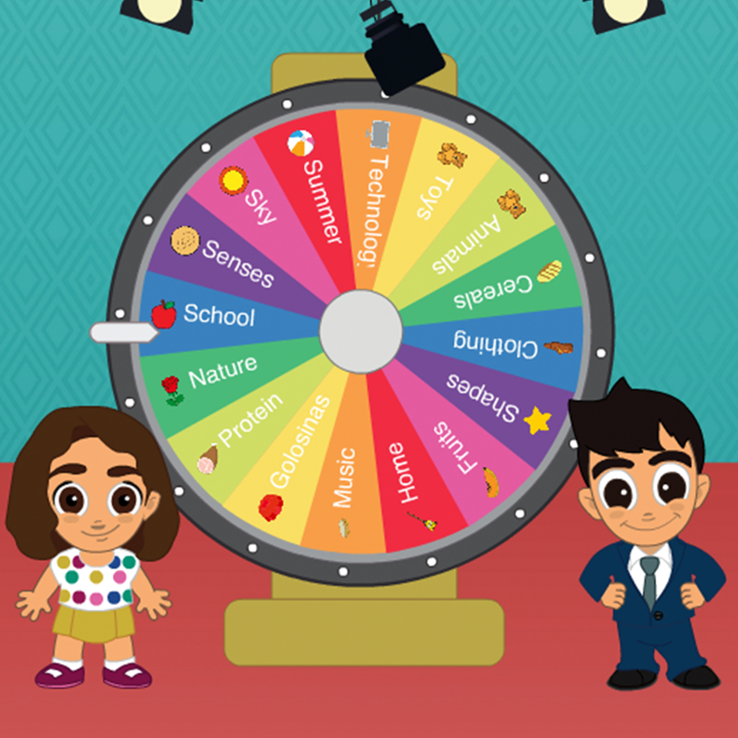 Technolog
Toys
Animals
Cereals
Clothing
Shapes
Fruits
Home
Music
Golosinas
Protein
Nature
School
Senses
Sky
Summer